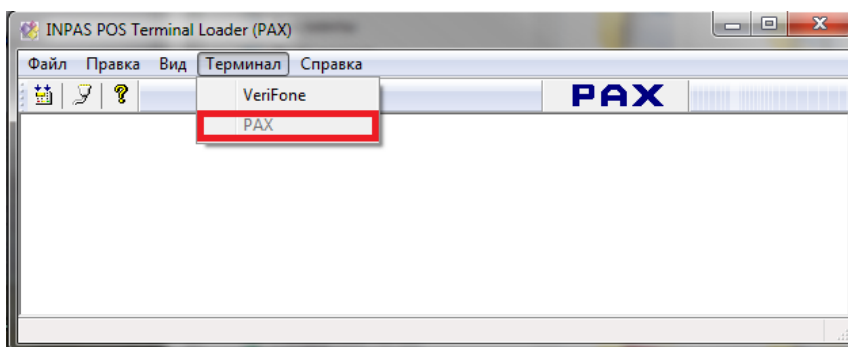 INPAS POS Terminal Loader (PAX)
Файл Правка Вид Терминал Справка
PAX
VeriFone
PAX